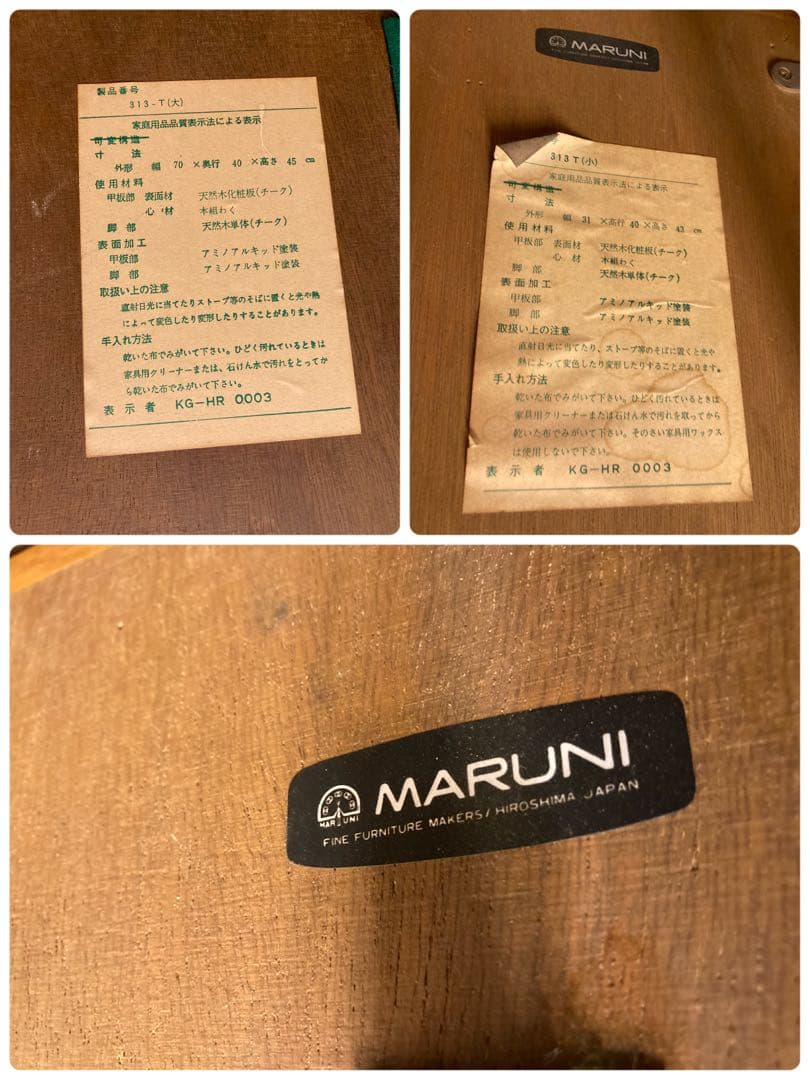 製品番号
313-T(大)
家庭用品品質表示法による表示
可変構造
寸 法
外形 幅 70 ×奥行 40 ×高さ 45 cm
使用材料
甲板部 表面材 天然木化粧板(チーク)
心 材 木組わく
脚 部 天然木単体(チーク)
表面加工
甲板部 アミノアルキッド塗装
脚 部 アミノアルキッド塗装
取扱い上の注意
直射日光に当てたりストーブ等のそばに置くと光や熱
によって変色したり変形したりすることがあります。
手入れ方法
乾いた布でみがいて下さい。ひどく汚れているときは
家具用クリーナーまたは、石けん水で汚れをとってか
ら乾いた布でみがいて下さい。
表 示 者 KG-HR 0003
MARUNI
FINE FURNITURE MAKERS/HIROSHIMA JAPAN
313T(小)
家庭用品品質表示法による表示
可変構造
寸 法
外形 幅 31 ×高行 40 ×高さ 43 cm
使用材料
甲板部 表面材 天然木化粧板(チーク)
心 材 木組わく
脚 部 天然木単体(チーク)
表面加工
甲板部 アミノアルキッド塗装
脚 部 アミノアルキッド塗装
取扱い上の注意
直射日光に当てたり、ストーブ等のそばに置くと光や
熱によって変色したり変形したりすることがあります。
手入れ方法
乾いた布でみがいて下さい。ひどく汚れているときは
家具用クリーナーまたは石けん水で汚れを取ってから
乾いた布でみがいて下さい。そのさい家具用ワックス
は使用しないで下さい。
表 示 者 KG-HR 0003
MARUNI
MARUNI
FINE FURNITURE MAKERS/HIROSHIMA JAPAN